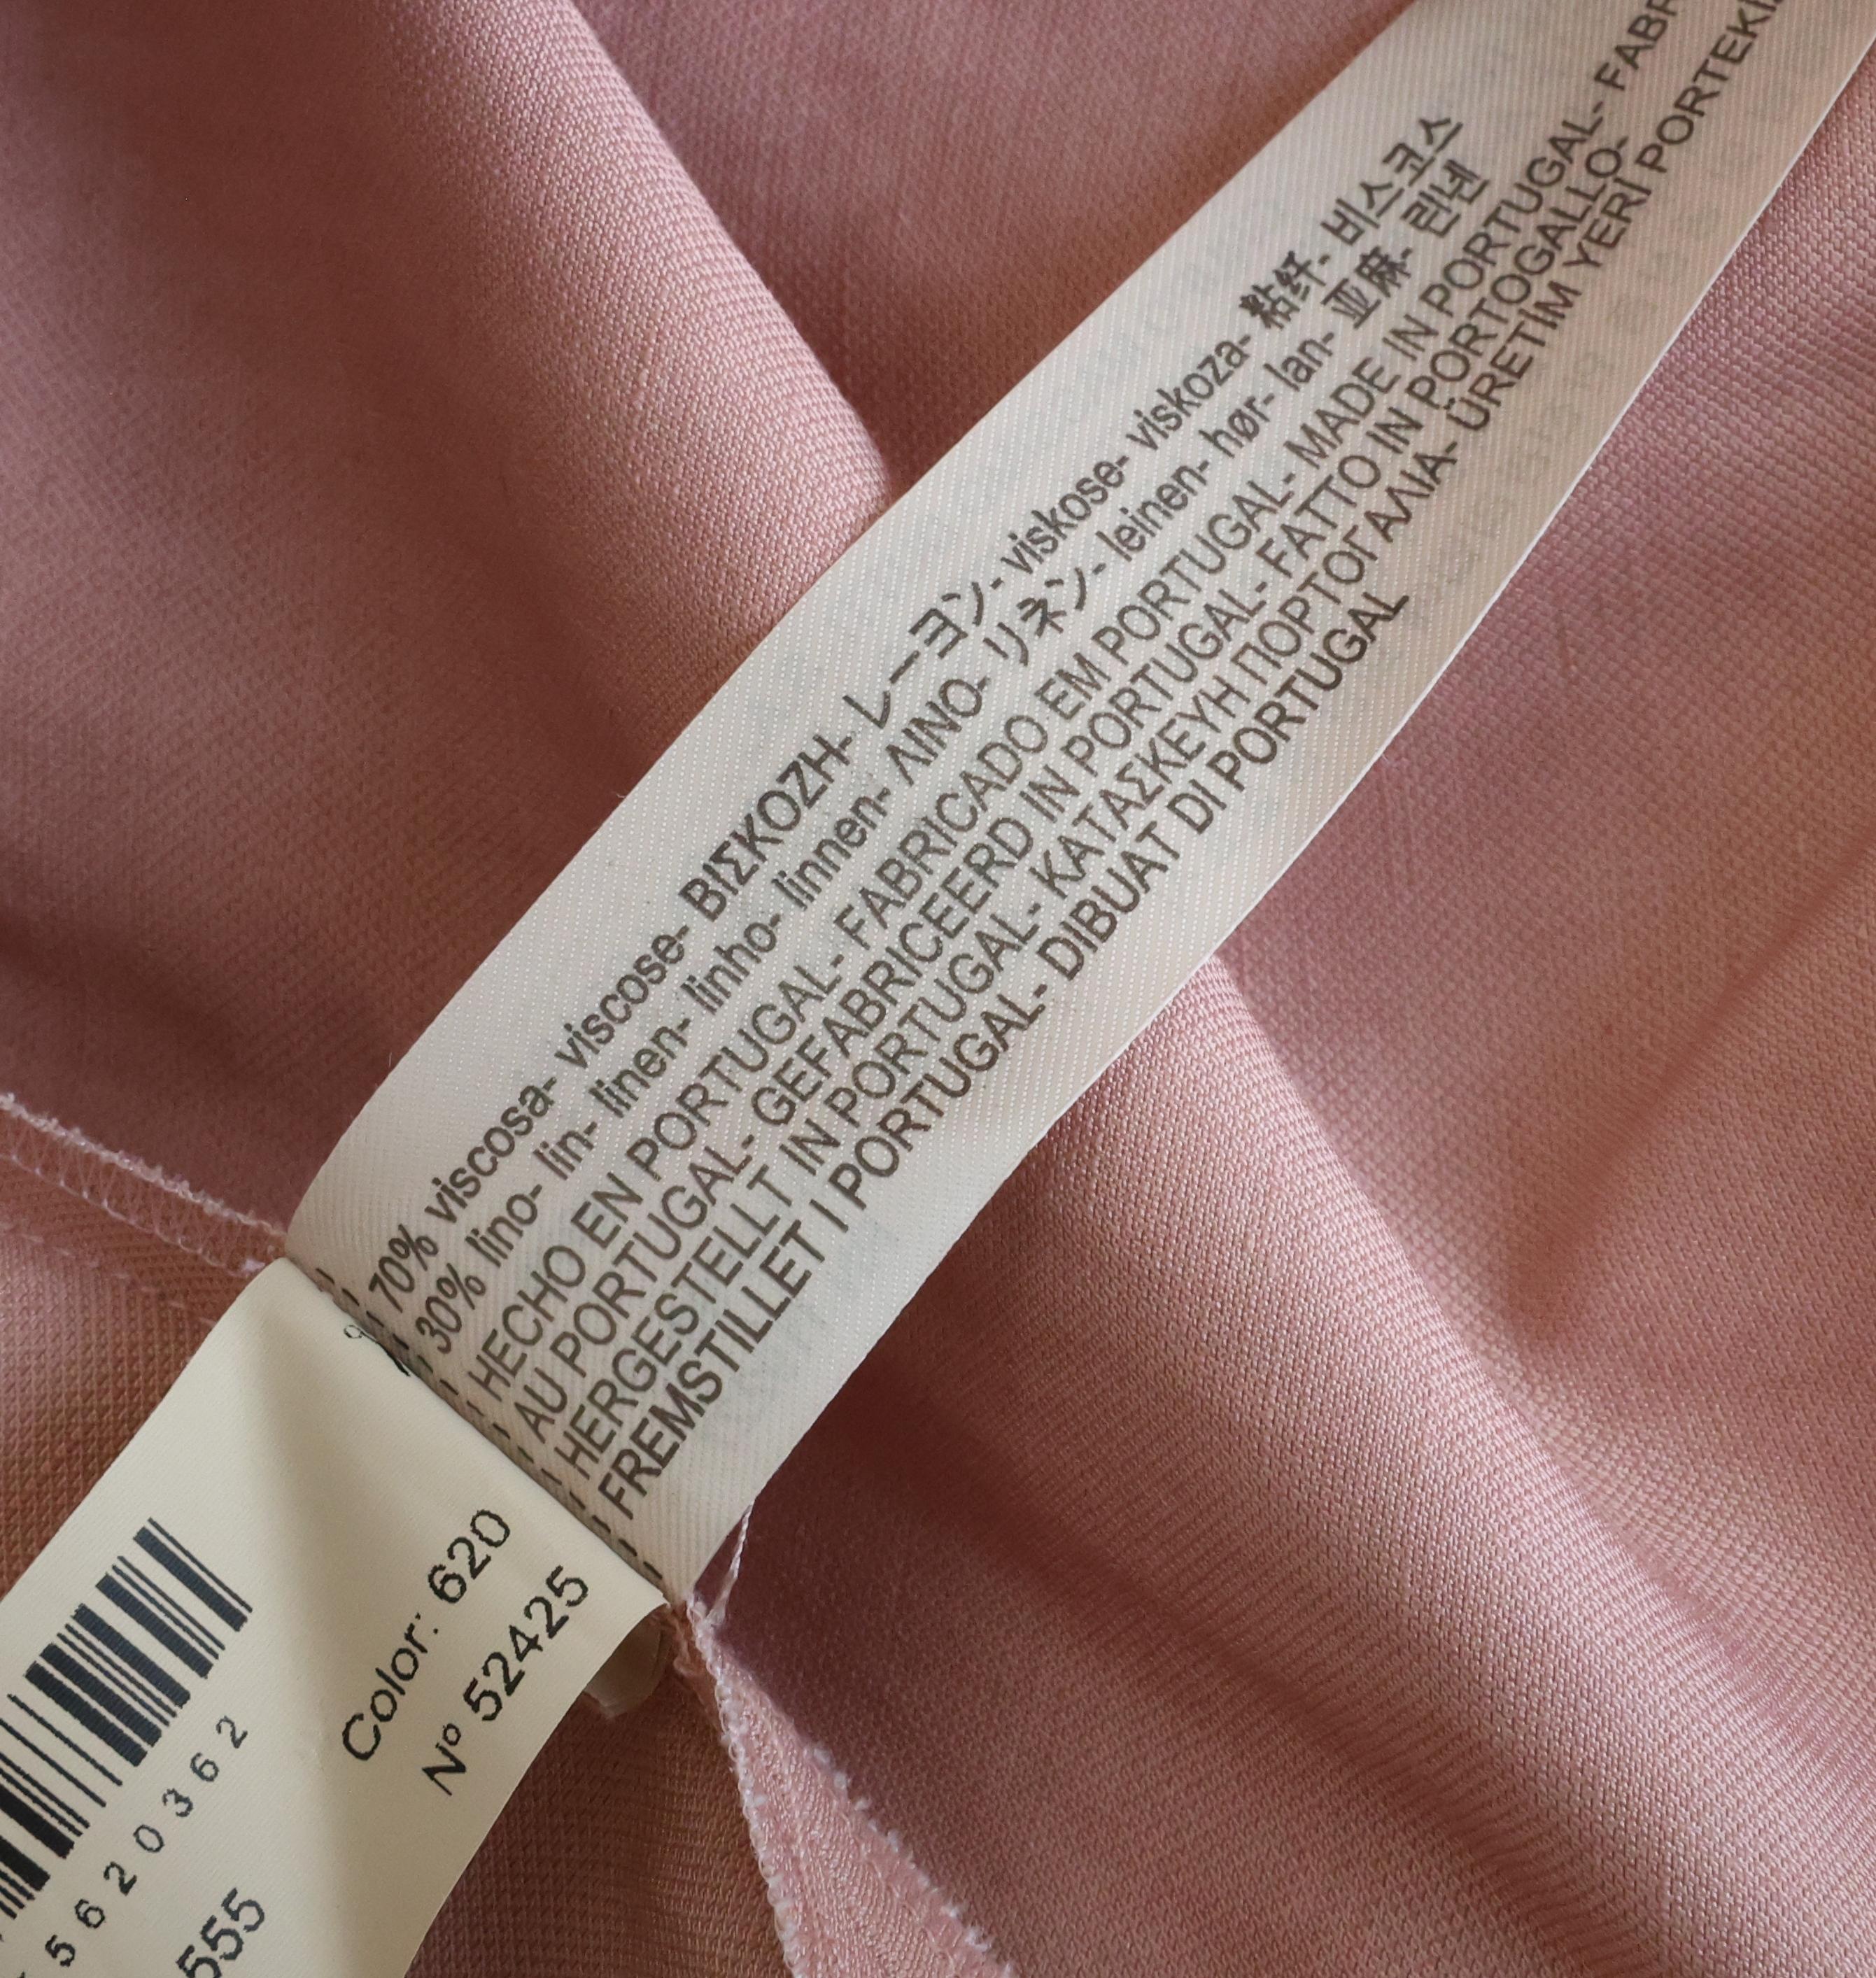 70% viscosa- viscose- ΒΙΣΚΟΖΗ- レーヨン- viskose- viskoza- 粘纤- 비스코스
30% lino- lin- linen- linho- linnen- ΛΙΝΟ- リネン- leinen- hør- lan- 亚麻- 린넨
HECHO EN PORTUGAL- FABRICADO EM PORTUGAL- MADE IN PORTUGAL-
AU PORTUGAL- GEFABRICEERD IN PORTUGAL- FATTO IN PORTOGALLO-
HERGESTELLT IN PORTUGAL- ΚΑΤΑΣΚΕΥΗ ΠΟΡΤΟΓΑΛΙΑ- ÜRETİM YERİ
FREMSTILLET I PORTUGAL- DIBUAT DI PORTUGAL
Color: 620
Nº 52425
5620362
555